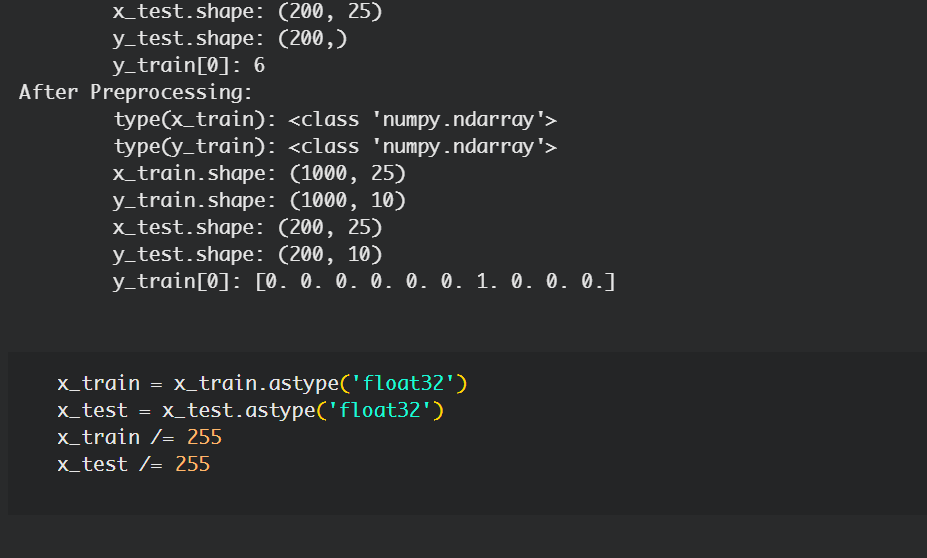 x_test.shape: (200, 25)
y_test.shape: (200,)
y_train[0]: 6
After Preprocessing:
type(x_train): <class 'numpy.ndarray'>
type(y_train): <class 'numpy.ndarray'>
x_train.shape: (1000, 25)
y_train.shape: (1000, 10)
x_test.shape: (200, 25)
y_test.shape: (200, 10)
y_train[0]: [0. 0. 0. 0. 0. 0. 1. 0. 0. 0.]
x_train = x_train.astype('float32')
x_test = x_test.astype('float32')
x_train /= 255
x_test /= 255